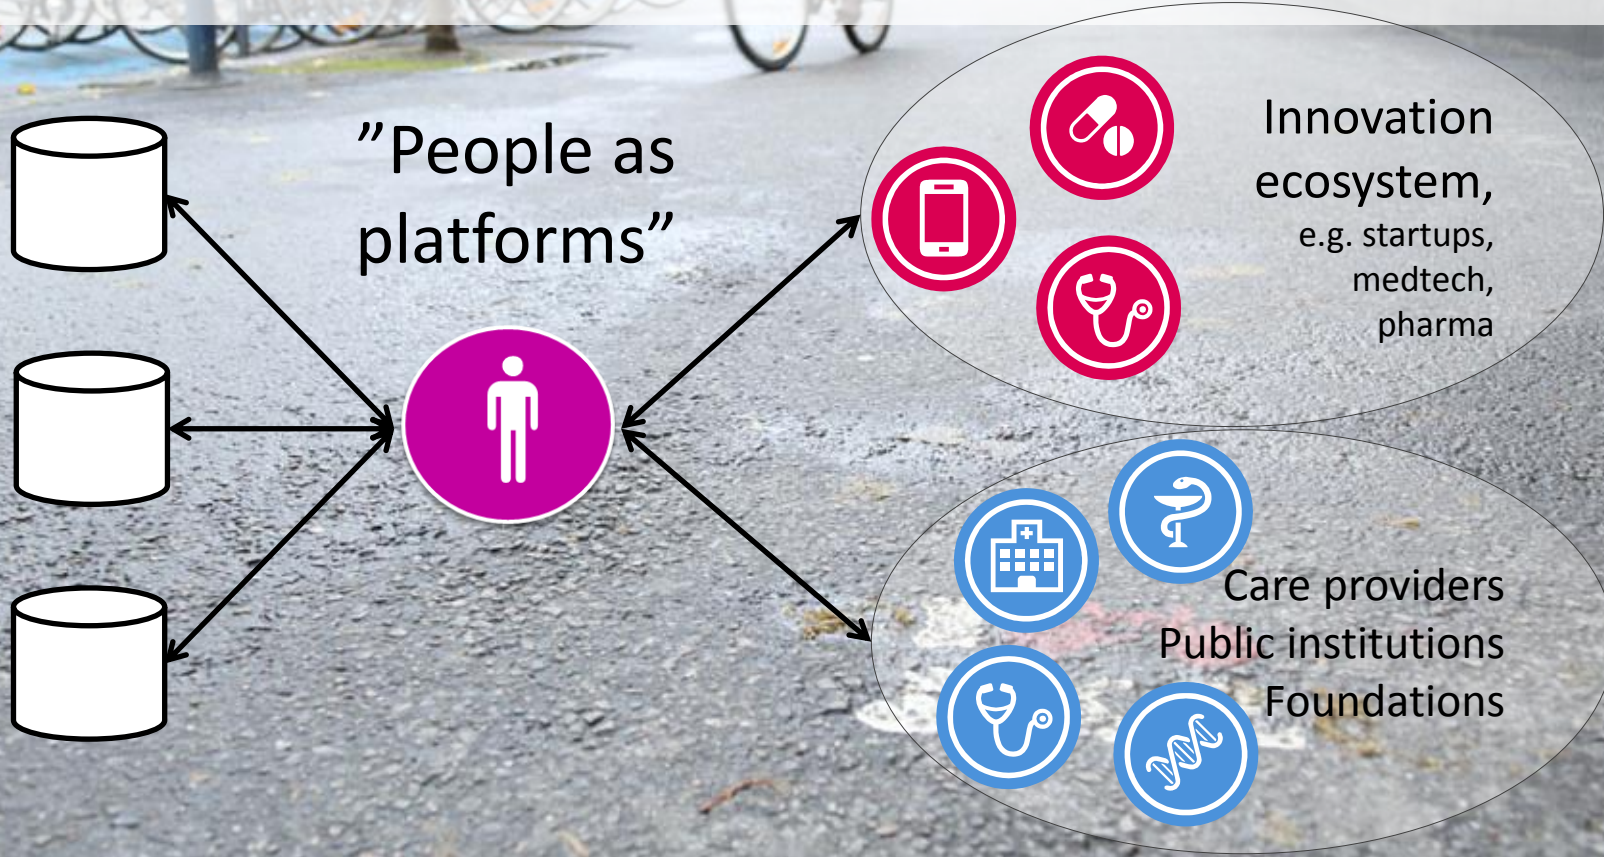 ”People as
platforms”
Innovation
ecosystem,
e.g. startups,
medtech,
pharma
Care providers
Public institutions
Foundations